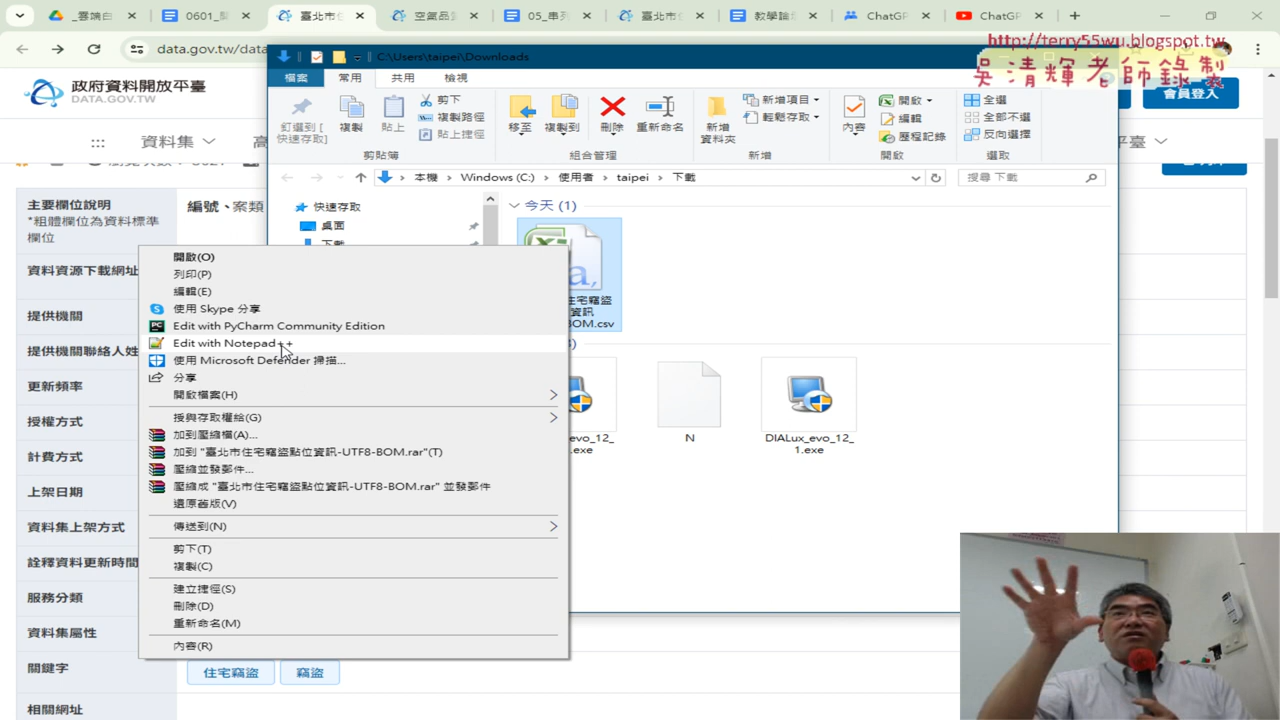 _雲端白
0601_
臺北市住
空氣品
05_串列
臺北市
教學論
ChatGP
ChatGP
data.gov.tw/data
C:\Users\taipei\Downloads
http://terry55wu.blogspot.tw
吳清輝老師錄製
檔案
常用
共用
檢視
政府資料開放平臺
DATA.GOV.TW
會員登入
釘選到 [快速存取]
複製
貼上
剪下
複製路徑
貼上捷徑
移至
複製到
刪除
重新命名
新增資料夾
新增項目
輕鬆存取
內容
開啟
編輯
歷程記錄
全選
全部不選
反向選擇
剪貼簿
組合管理
新增
開啟
選取
資料集
平臺
本機
Windows (C:)
使用者
taipei
下載
搜尋 下載
主要欄位說明
*粗體欄位為資料標準欄位
編號、案類
快速存取
桌面
下載
今天 (1)
住宅竊盜
資訊
BOM.csv
資料資源下載網址
提供機關
提供機關聯絡人姓
更新頻率
授權方式
計費方式
上架日期
資料集上架方式
詮釋資料更新時間
服務分類
資料集屬性
關鍵字
相關網址
開啟(O)
列印(P)
編輯(E)
使用 Skype 分享
Edit with PyCharm Community Edition
Edit with Notepad++
使用 Microsoft Defender 掃描...
分享
開啟檔案(H)
授與存取權給(G)
加到壓縮檔(A)...
加到 "臺北市住宅竊盜點位資訊-UTF8-BOM.rar"(T)
壓縮並發郵件...
壓縮成 "臺北市住宅竊盜點位資訊-UTF8-BOM.rar" 並發郵件
還原舊版(V)
傳送到(N)
剪下(T)
複製(C)
建立捷徑(S)
刪除(D)
重新命名(M)
內容(R)
evo_12_
.exe
N
DIALux_evo_12_
1.exe
住宅竊盜
竊盜